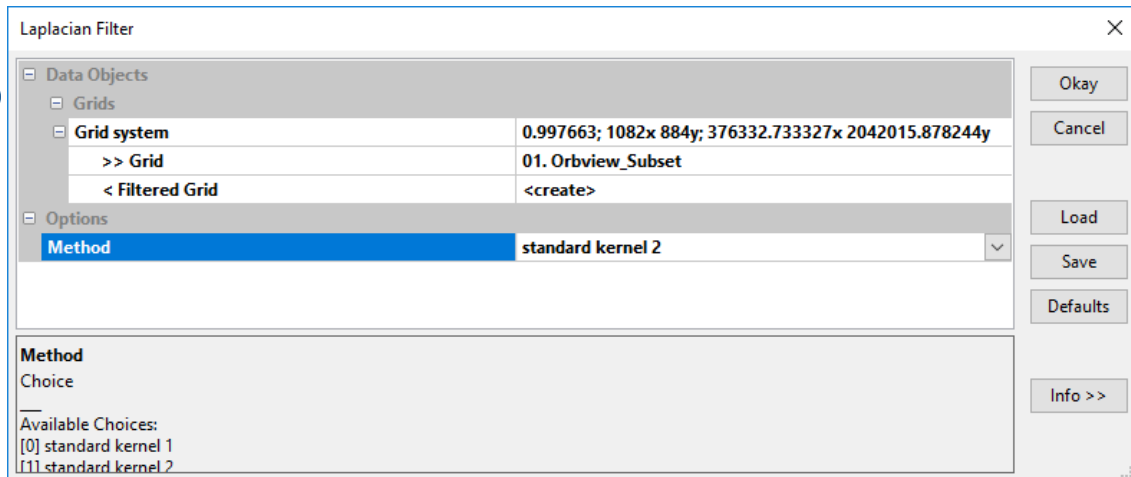 Laplacian Filter
Data Objects
Grids
Grid system 0.997663; 1082x 884y; 376332.733327x 2042015.878244y
>> Grid 01. Orbview_Subset
< Filtered Grid <create>
Options
Method standard kernel 2
Okay
Cancel
Load
Save
Defaults
Info >>
Method
Choice
__
Available Choices:
[0] standard kernel 1
[1] standard kernel 2